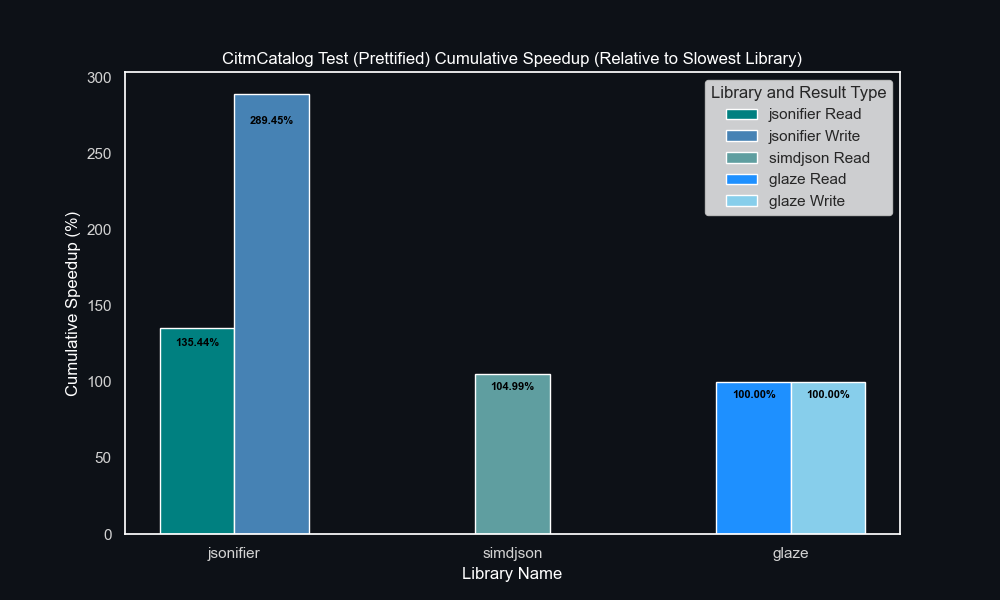 CitmCatalog Test (Prettified) Cumulative Speedup (Relative to Slowest Library)
Cumulative Speedup (%)
300
250
200
150
100
50
0
289.45%
135.44%
104.99%
100.00%
100.00%
Library and Result Type
jsonifier Read
jsonifier Write
simdjson Read
glaze Read
glaze Write
jsonifier
simdjson
glaze
Library Name